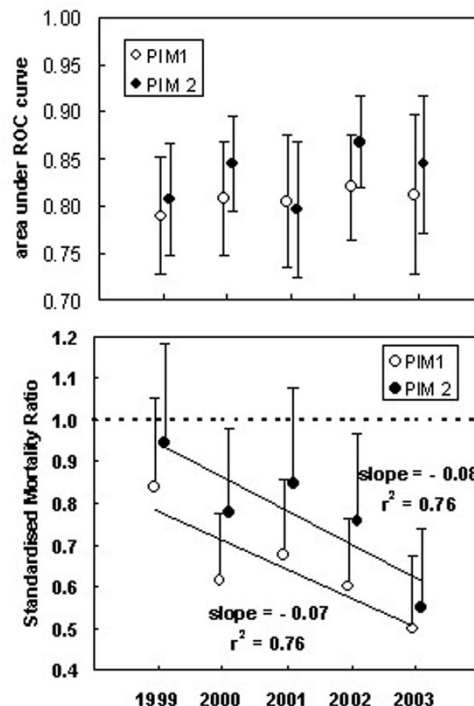 1.00
PIM1
PIM 2
0.95
0.90
0.85
0.80
0.75
0.70
area under ROC curve
1.2
PIM1
PIM 2
1.1
1.0
0.9
0.8
0.7
0.6
0.5
0.4
Standardised Mortality Ratio
slope = - 0.08
r² = 0.76
slope = - 0.07
r² = 0.76
1999 2000 2001 2002 2003